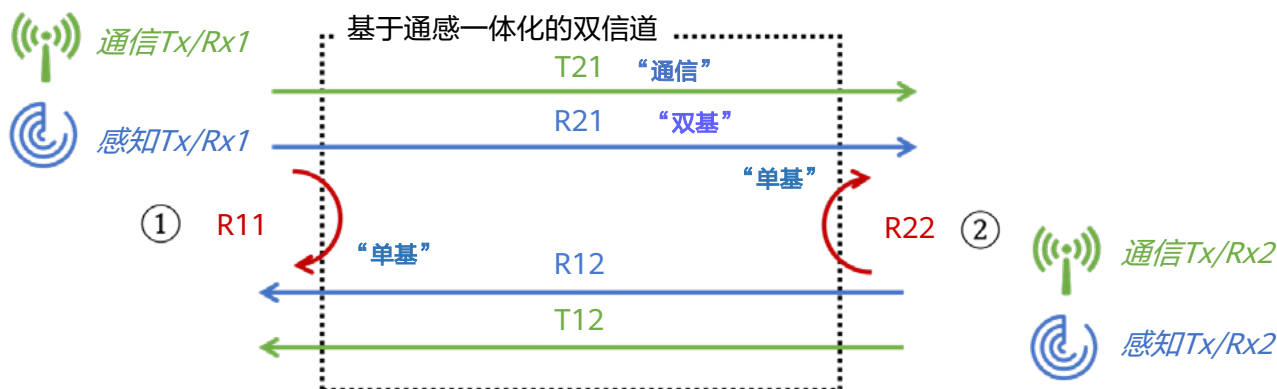 基于通感一体化的双信道
通信Tx/Rx1
T21 “通信”
感知Tx/Rx1
R21 “双基”
“单基”
① R11
R22 ②
“单基”
R12
通信Tx/Rx2
T12
感知Tx/Rx2